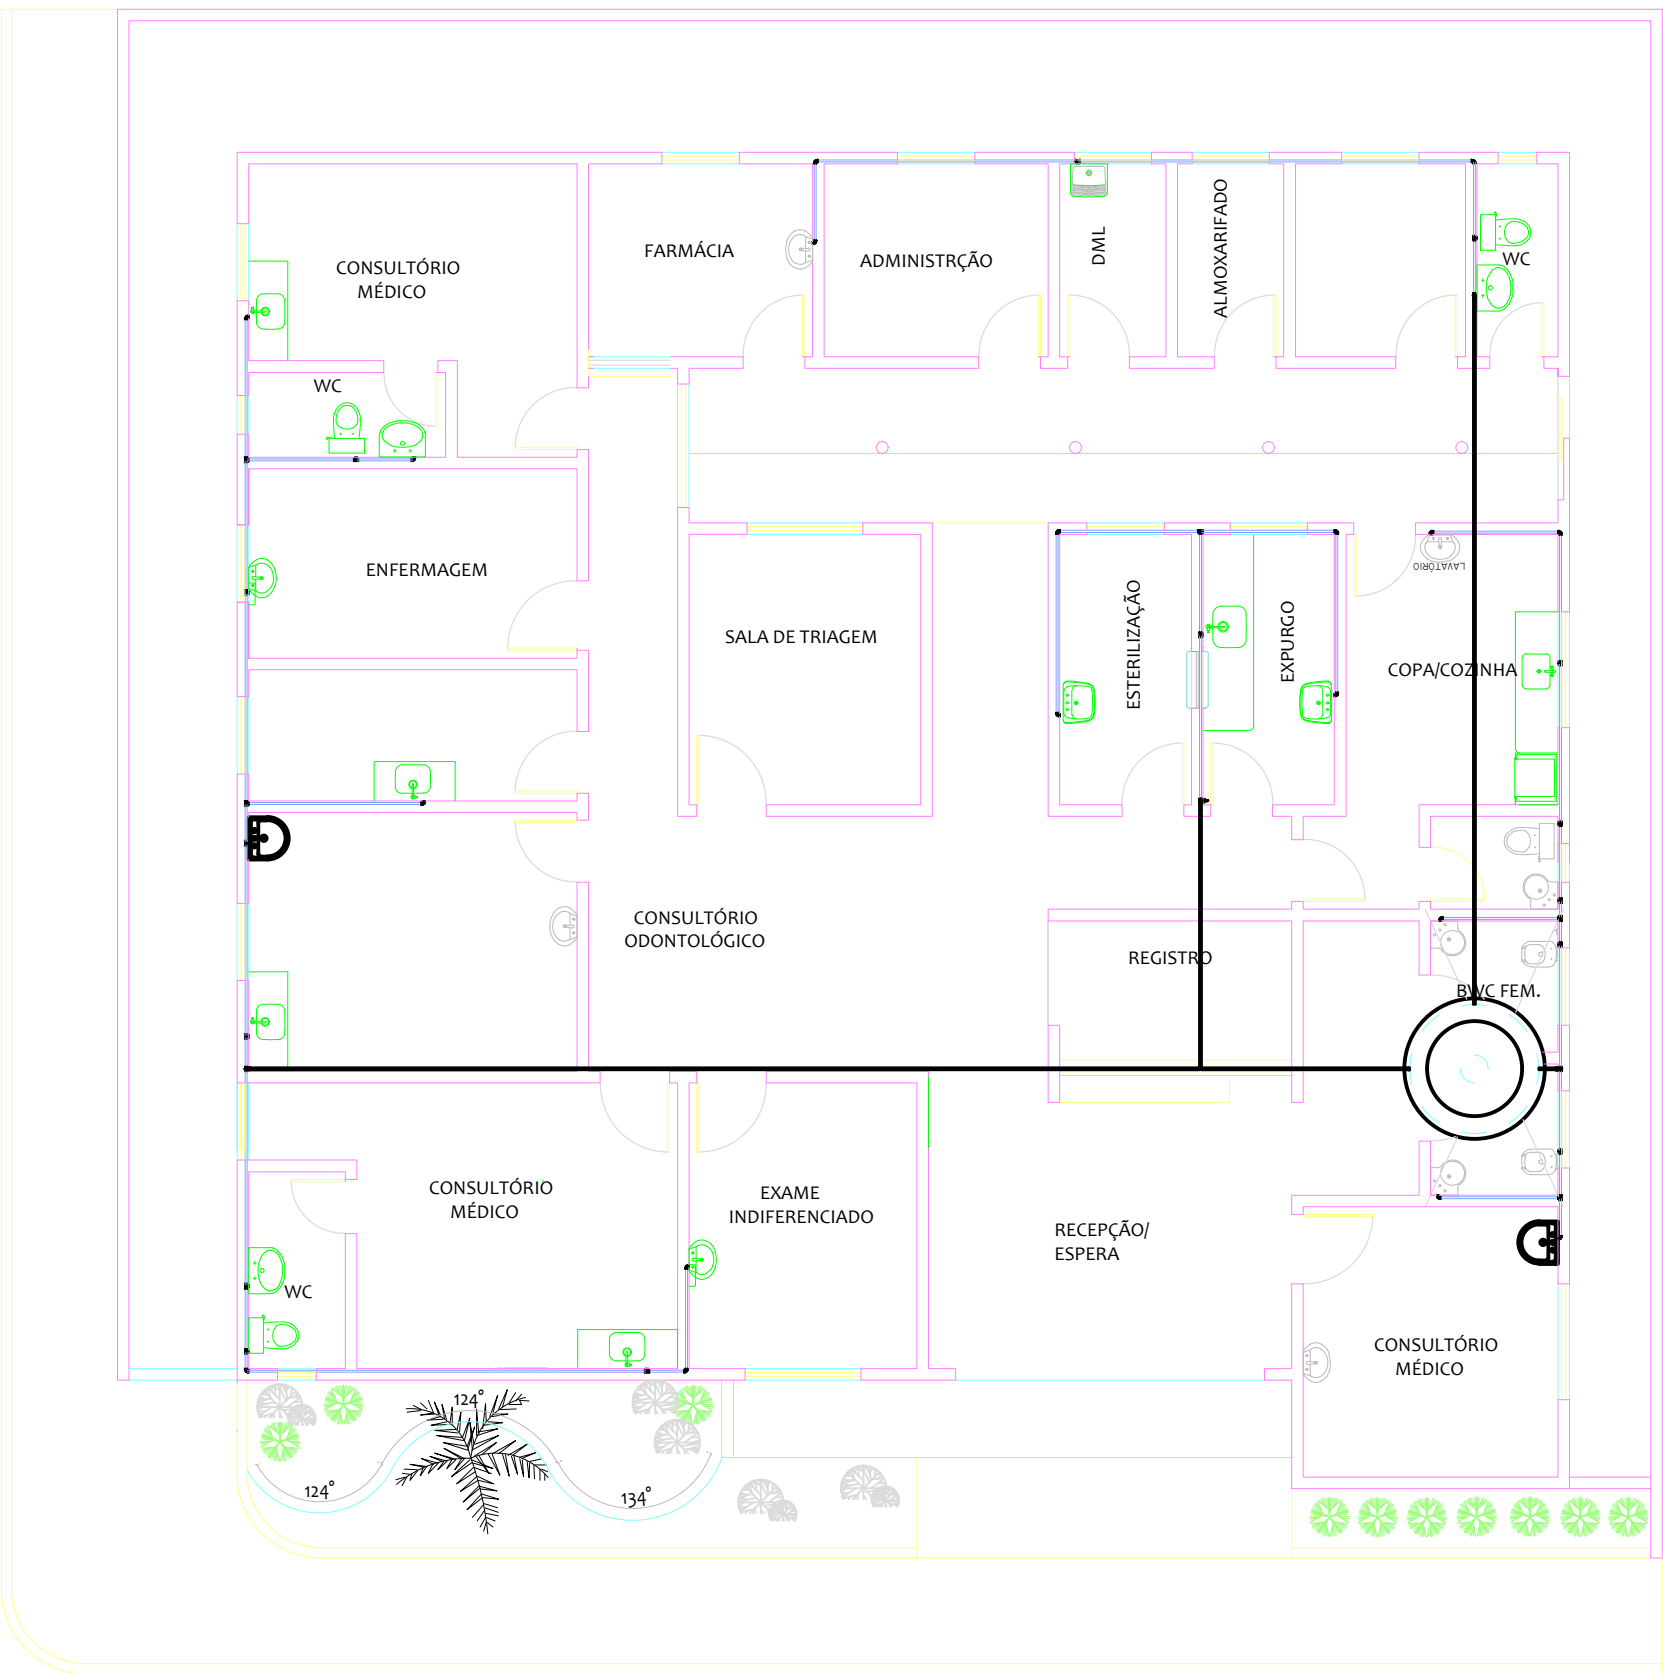 FARMÁCIA
ADMINISTRÇÃO
DML
ALMOXARIFADO
WC
CONSULTÓRIO
MÉDICO
WC
ENFERMAGEM
LAVATÓRIO
SALA DE TRIAGEM
ESTERILIZAÇÃO
EXPURGO
COPA/COZINHA
CONSULTÓRIO
ODONTOLÓGICO
REGISTRO
BWC FEM.
CONSULTÓRIO
MÉDICO
EXAME
INDIFERENCIADO
RECEPÇÃO/
ESPERA
WC
CONSULTÓRIO
MÉDICO
124°
124°
134°